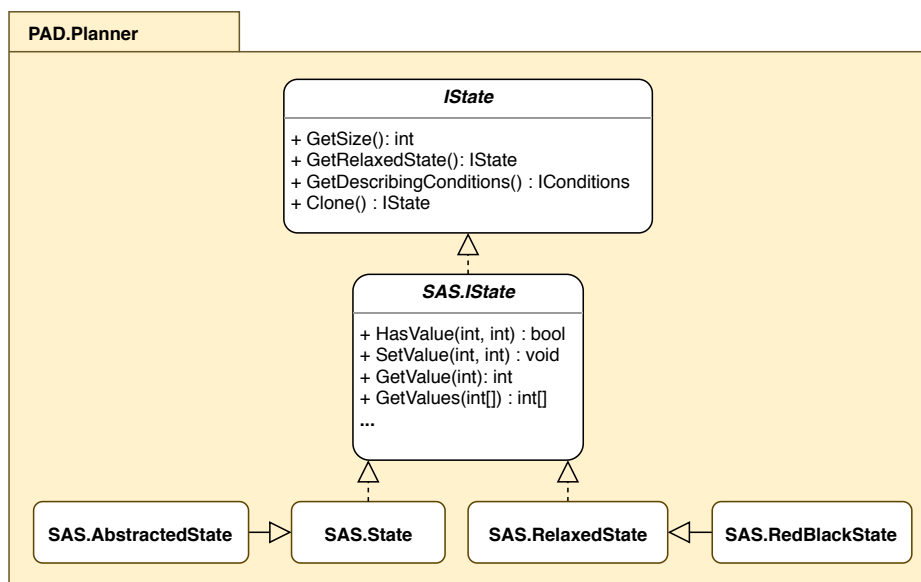 PAD.Planner
IState
+ GetSize(): int
+ GetRelaxedState(): IState
+ GetDescribingConditions() : IConditions
+ Clone() : IState
SAS.IState
+ HasValue(int, int) : bool
+ SetValue(int, int) : void
+ GetValue(int): int
+ GetValues(int[]) : int[]
...
SAS.AbstractedState
SAS.State
SAS.RelaxedState
SAS.RedBlackState